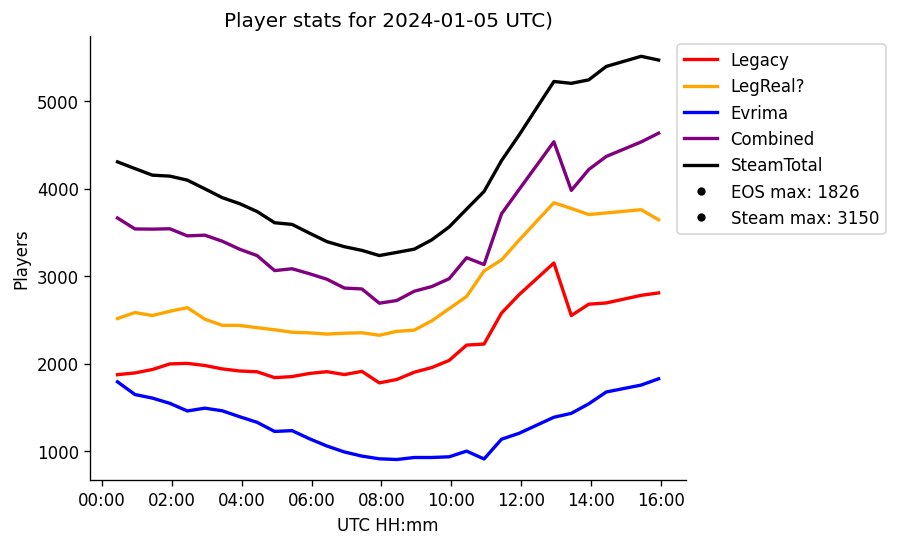 Player stats for 2024-01-05 UTC)
Legacy
LegReal?
Evrima
Combined
SteamTotal
EOS max: 1826
Steam max: 3150
Players
5000
4000
3000
2000
1000
00:00 02:00 04:00 06:00 08:00 10:00 12:00 14:00 16:00
UTC HH:mm